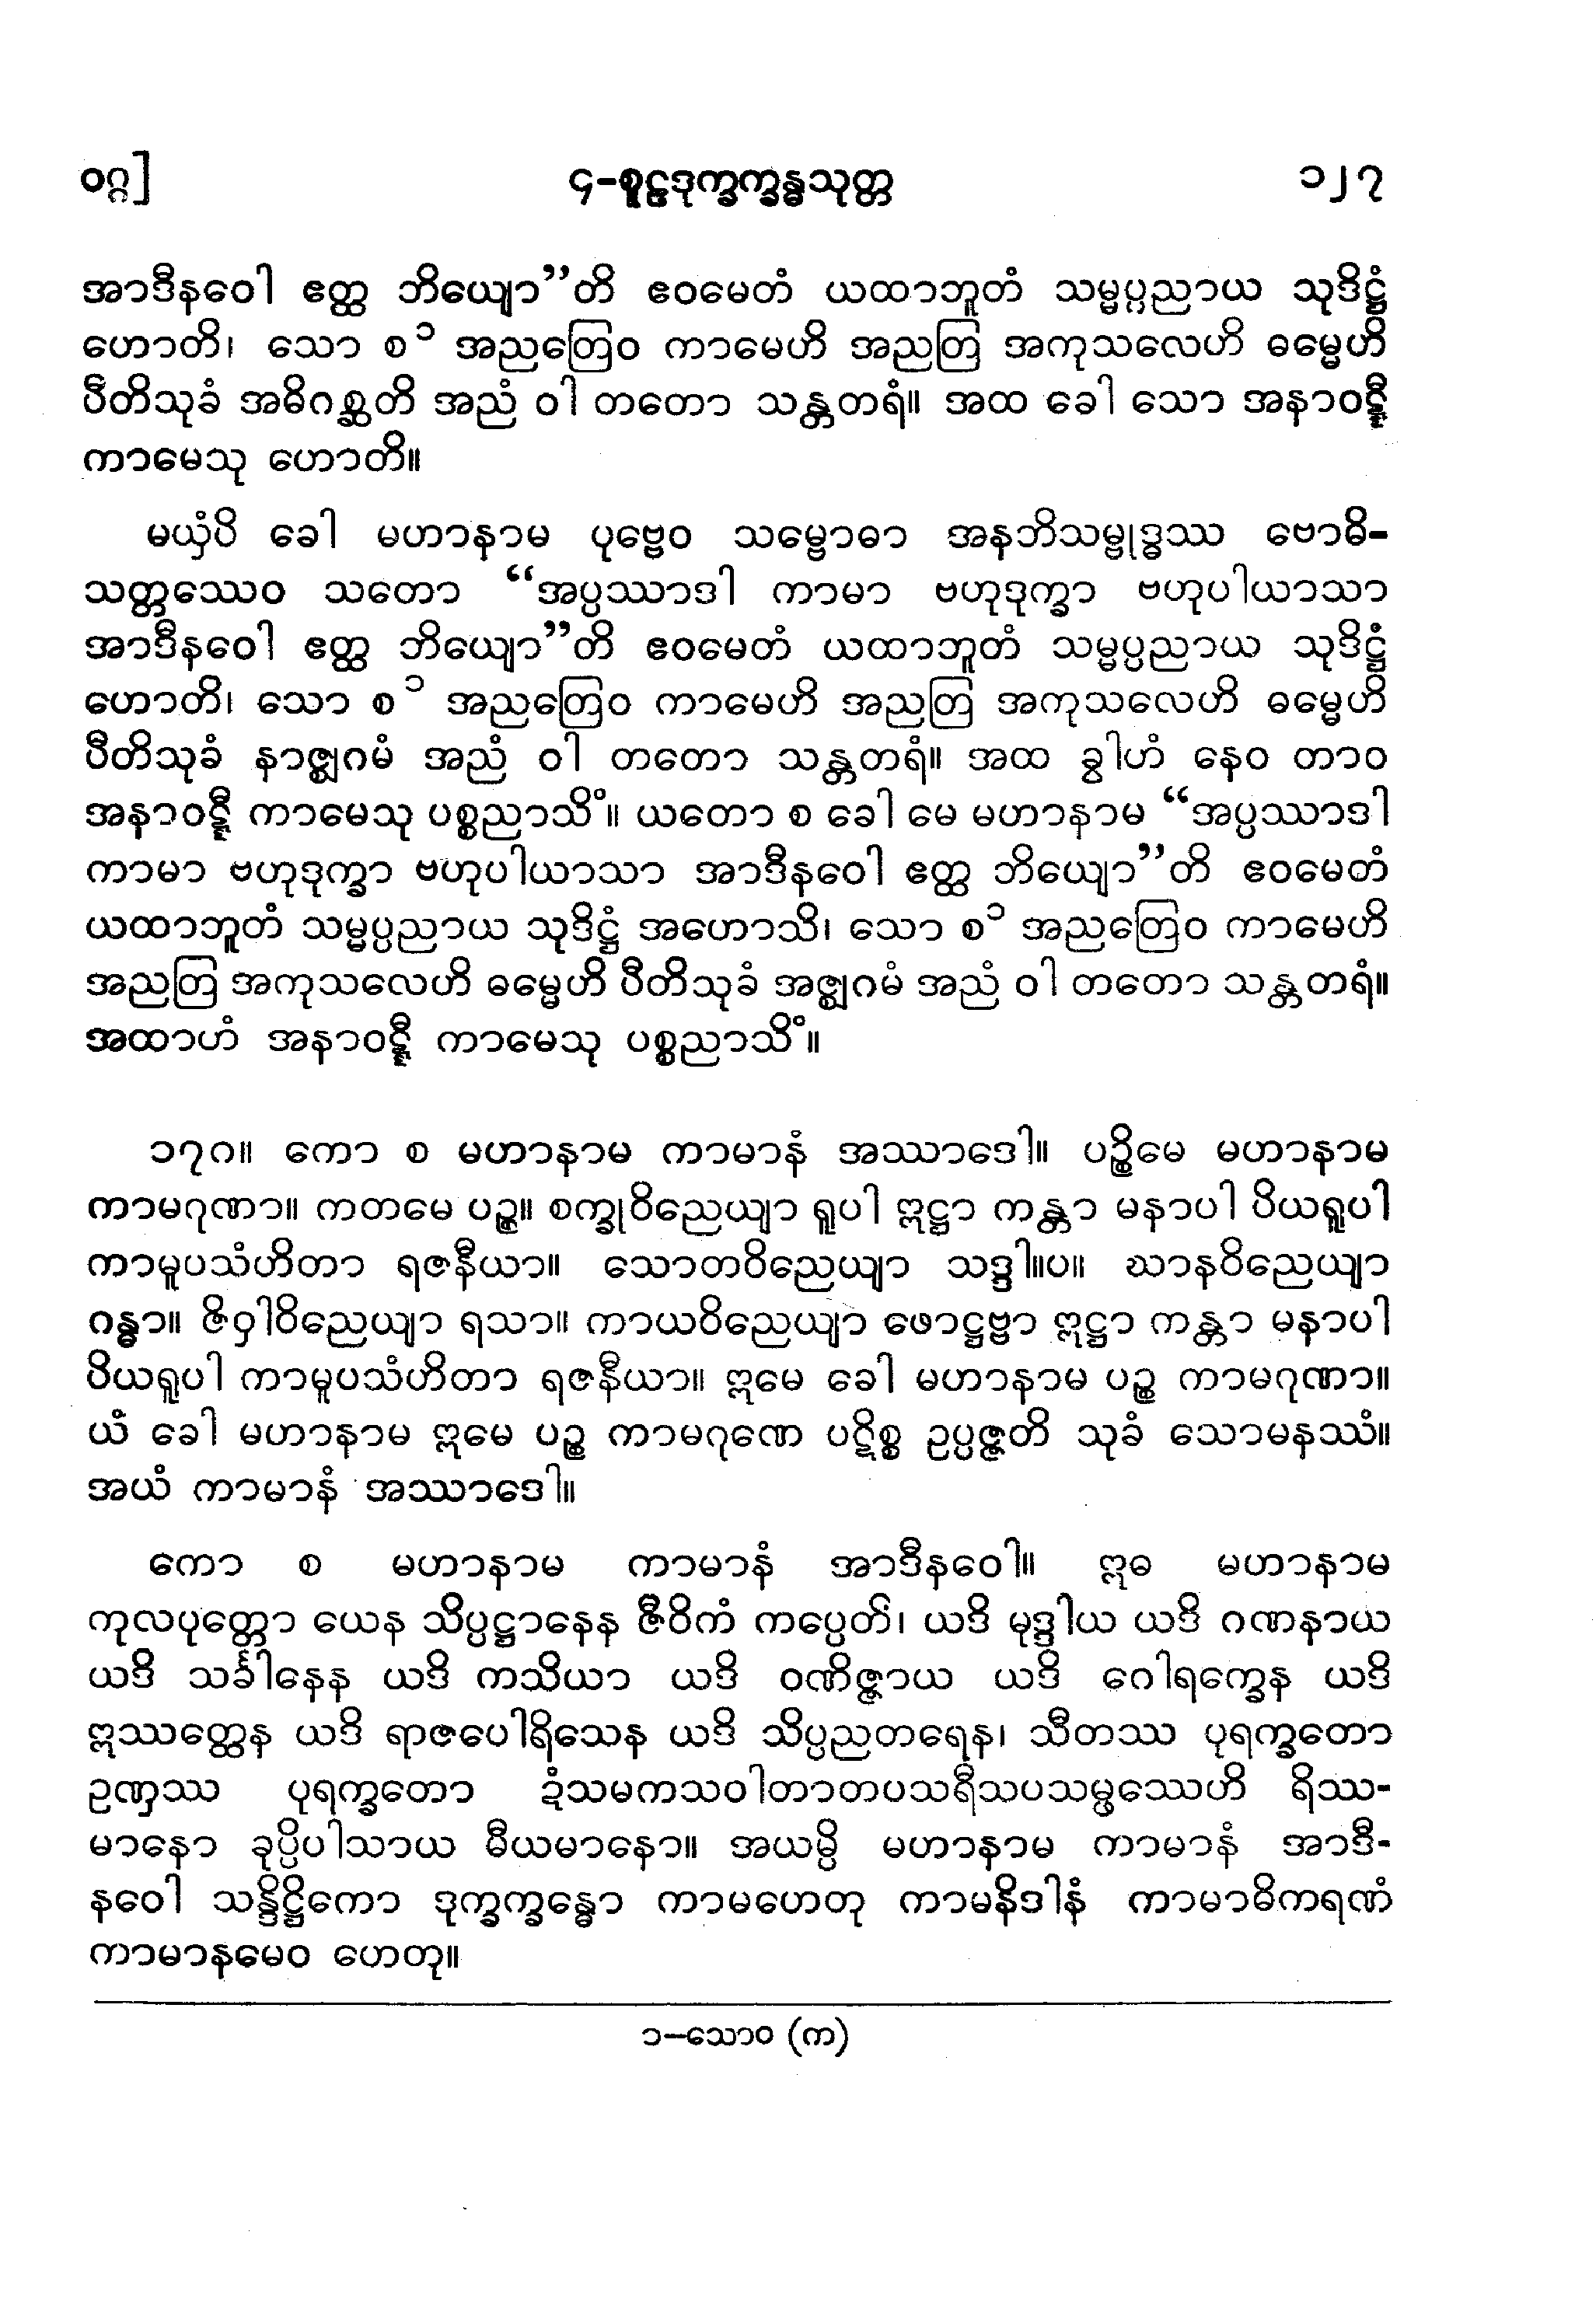 ဝဂ္ဂ] ၄-စူဠဒုက္ခက္ခန္ဓသုတ္တ ၁၂၇
အာဒီနဝေါ ဧတ္ထ ဘိယျော”တိ ဧဝမေတံ ယထာဘူတံ သမ္မပ္ပညာယ သုဒိဋ္ဌံ
ဟောတိ၊ သော စ ၁ အညတြေဝ ကာမေဟိ အညတြ အကုသလေဟိ ဓမ္မေဟိ
ပီတိသုခံ အဓိဂစ္ဆတိ အညံ ဝါ တတော သန္တတရံ။ အထ ခေါ သော အနာဝဋ္ဋီ
ကာမေသု ဟောတိ။
မယှံပိ ခေါ မဟာနာမ ပုဗ္ဗေဝ သမ္ဗောဓာ အနဘိသမ္ဗုဒ္ဓဿ ဗောဓိ-
သတ္တဿေဝ သတော “အပ္ပဿာဒါ ကာမာ ဗဟုဒုက္ခာ ဗဟုပါယာသာ
အာဒီနဝေါ ဧတ္ထ ဘိယျော”တိ ဧဝမေတံ ယထာဘူတံ သမ္မပ္ပညာယ သုဒိဋ္ဌံ
ဟောတိ၊ သော စ ၁ အညတြေဝ ကာမေဟိ အညတြ အကုသလေဟိ ဓမ္မေဟိ
ပီတိသုခံ နာဇ္ဈဂမံ အညံ ဝါ တတော သန္တတရံ။ အထ ခွါဟံ နေဝ တာဝ
အနာဝဋ္ဋီ ကာမေသု ပစ္စညာသိံ။ ယတော စ ခေါ မေ မဟာနာမ “အပ္ပဿာဒါ
ကာမာ ဗဟုဒုက္ခာ ဗဟုပါယာသာ အာဒီနဝေါ ဧတ္ထ ဘိယျော”တိ ဧဝမေတံ
ယထာဘူတံ သမ္မပ္ပညာယ သုဒိဋ္ဌံ အဟောသိ၊ သော စ ၁ အညတြေဝ ကာမေဟိ
အညတြ အကုသလေဟိ ဓမ္မေဟိ ပီတိသုခံ အဇ္ဈဂမံ အညံ ဝါ တတော သန္တတရံ။
အထာဟံ အနာဝဋ္ဋီ ကာမေသု ပစ္စညာသိံ။
၁၇၇။ ကော စ မဟာနာမ ကာမာနံ အဿာဒေါ။ ပဉ္စိမေ မဟာနာမ
ကာမဂုဏာ။ ကတမေ ပဉ္စ။ စက္ခုဝိညေယျာ ရူပါ ဣဋ္ဌာ ကန္တာ မနာပါ ပိယရူပါ
ကာမူပသံဟိတာ ရဇနီယာ။ သောတဝိညေယျာ သဒ္ဒါ။ပ။ ဃာနဝိညေယျာ
ဂန္ဓာ။ ဇိဝှါဝိညေယျာ ရသာ။ ကာယဝိညေယျာ ဖောဋ္ဌဗ္ဗာ ဣဋ္ဌာ ကန္တာ မနာပါ
ပိယရူပါ ကာမူပသံဟိတာ ရဇနီယာ။ ဣမေ ခေါ မဟာနာမ ပဉ္စ ကာမဂုဏာ။
ယံ ခေါ မဟာနာမ ဣမေ ပဉ္စ ကာမဂုဏေ ပဋိစ္စ ဥပ္ပဇ္ဇတိ သုခံ သောမနဿံ။
အယံ ကာမာနံ အဿာဒေါ။
ကော စ မဟာနာမ ကာမာနံ အာဒီနဝေါ။ ဣဓ မဟာနာမ
ကုလပုတ္တော ယေန သိပ္ပဋ္ဌာနေန ဇီဝိကံ ကပ္ပေတိ၊ ယဒိ မုဒ္ဒါယ ယဒိ ဂဏနာယ
ယဒိ သင်္ခါနေန ယဒိ ကသိယာ ယဒိ ဝဏိဇ္ဇာယ ယဒိ ဂေါရက္ခေန ယဒိ
ဣဿတ္ထေန ယဒိ ရာဇပေါရိသေန ယဒိ သိပ္ပညတရေန၊ သီတဿ ပုရက္ခတော
ဥဏှဿ ပုရက္ခတော ဍံသမကသဝါတာတပသရီသပသမ္ဖဿေဟိ ရိဿ-
မာနော ခုပ္ပိပါသာယ မီယမာနော။ အယမ္ပိ မဟာနာမ ကာမာနံ အာဒီ-
နဝေါ သန္ဒိဋ္ဌိကော ဒုက္ခက္ခန္ဓော ကာမဟေတု ကာမနိဒါနံ ကာမာဓိကရဏံ
ကာမာနမေဝ ဟေတု။
၁-သောဝ (က)